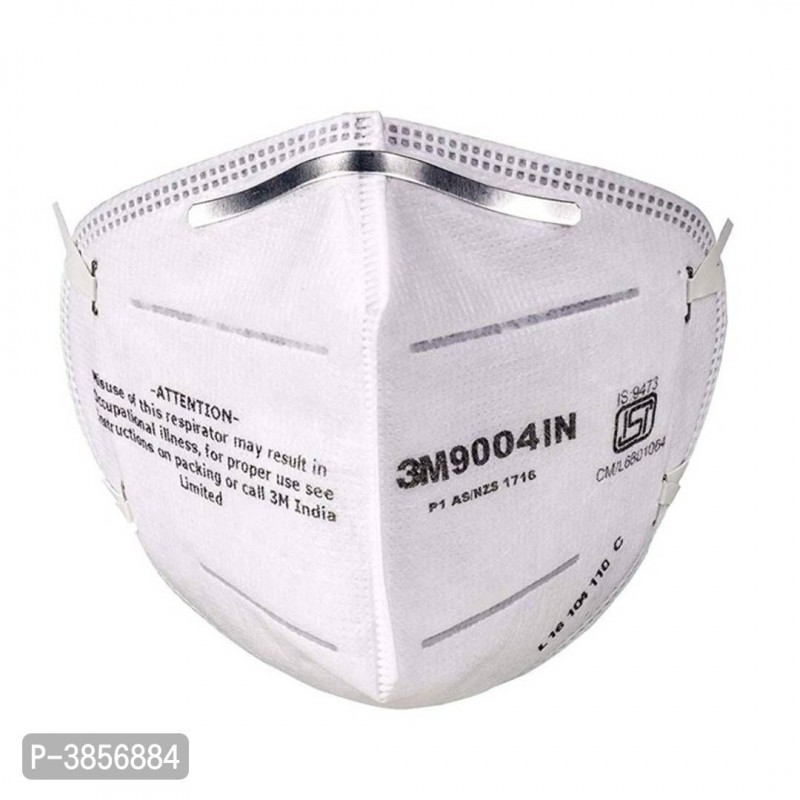 -ATTENTION-
Misuse of this respirator may result in
Occupational illness, for proper use see
instructions on packing or call 3M India
Limited
3M9004IN
P1 AS/NZS 1716
IS:9473
ISI
CM/L6801064
L 16 104 110 C
P-3856884